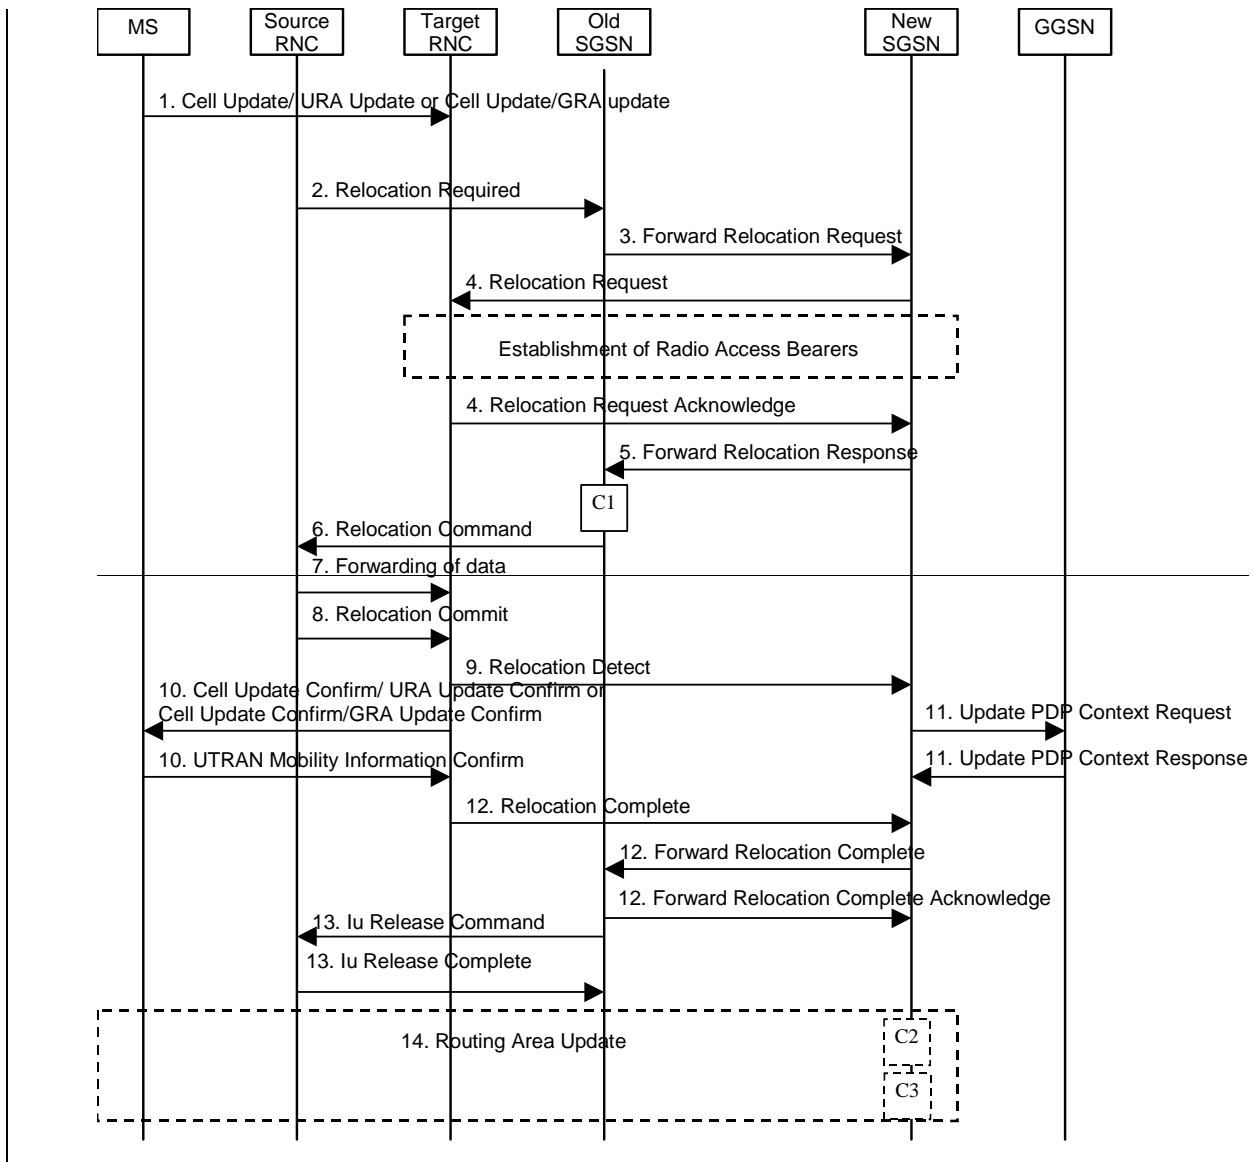 MS
Source
RNC
Target
RNC
Old
SGSN
New
SGSN
GGSN
1. Cell Update/ URA Update or Cell Update/GRA update
2. Relocation Required
3. Forward Relocation Request
4. Relocation Request
Establishment of Radio Access Bearers
4. Relocation Request Acknowledge
5. Forward Relocation Response
C1
6. Relocation Command
7. Forwarding of data
8. Relocation Commit
9. Relocation Detect
10. Cell Update Confirm/ URA Update Confirm or
Cell Update Confirm/GRA Update Confirm
11. Update PDP Context Request
10. UTRAN Mobility Information Confirm
11. Update PDP Context Response
12. Relocation Complete
12. Forward Relocation Complete
12. Forward Relocation Complete Acknowledge
13. Iu Release Command
13. Iu Release Complete
14. Routing Area Update
C2
C3